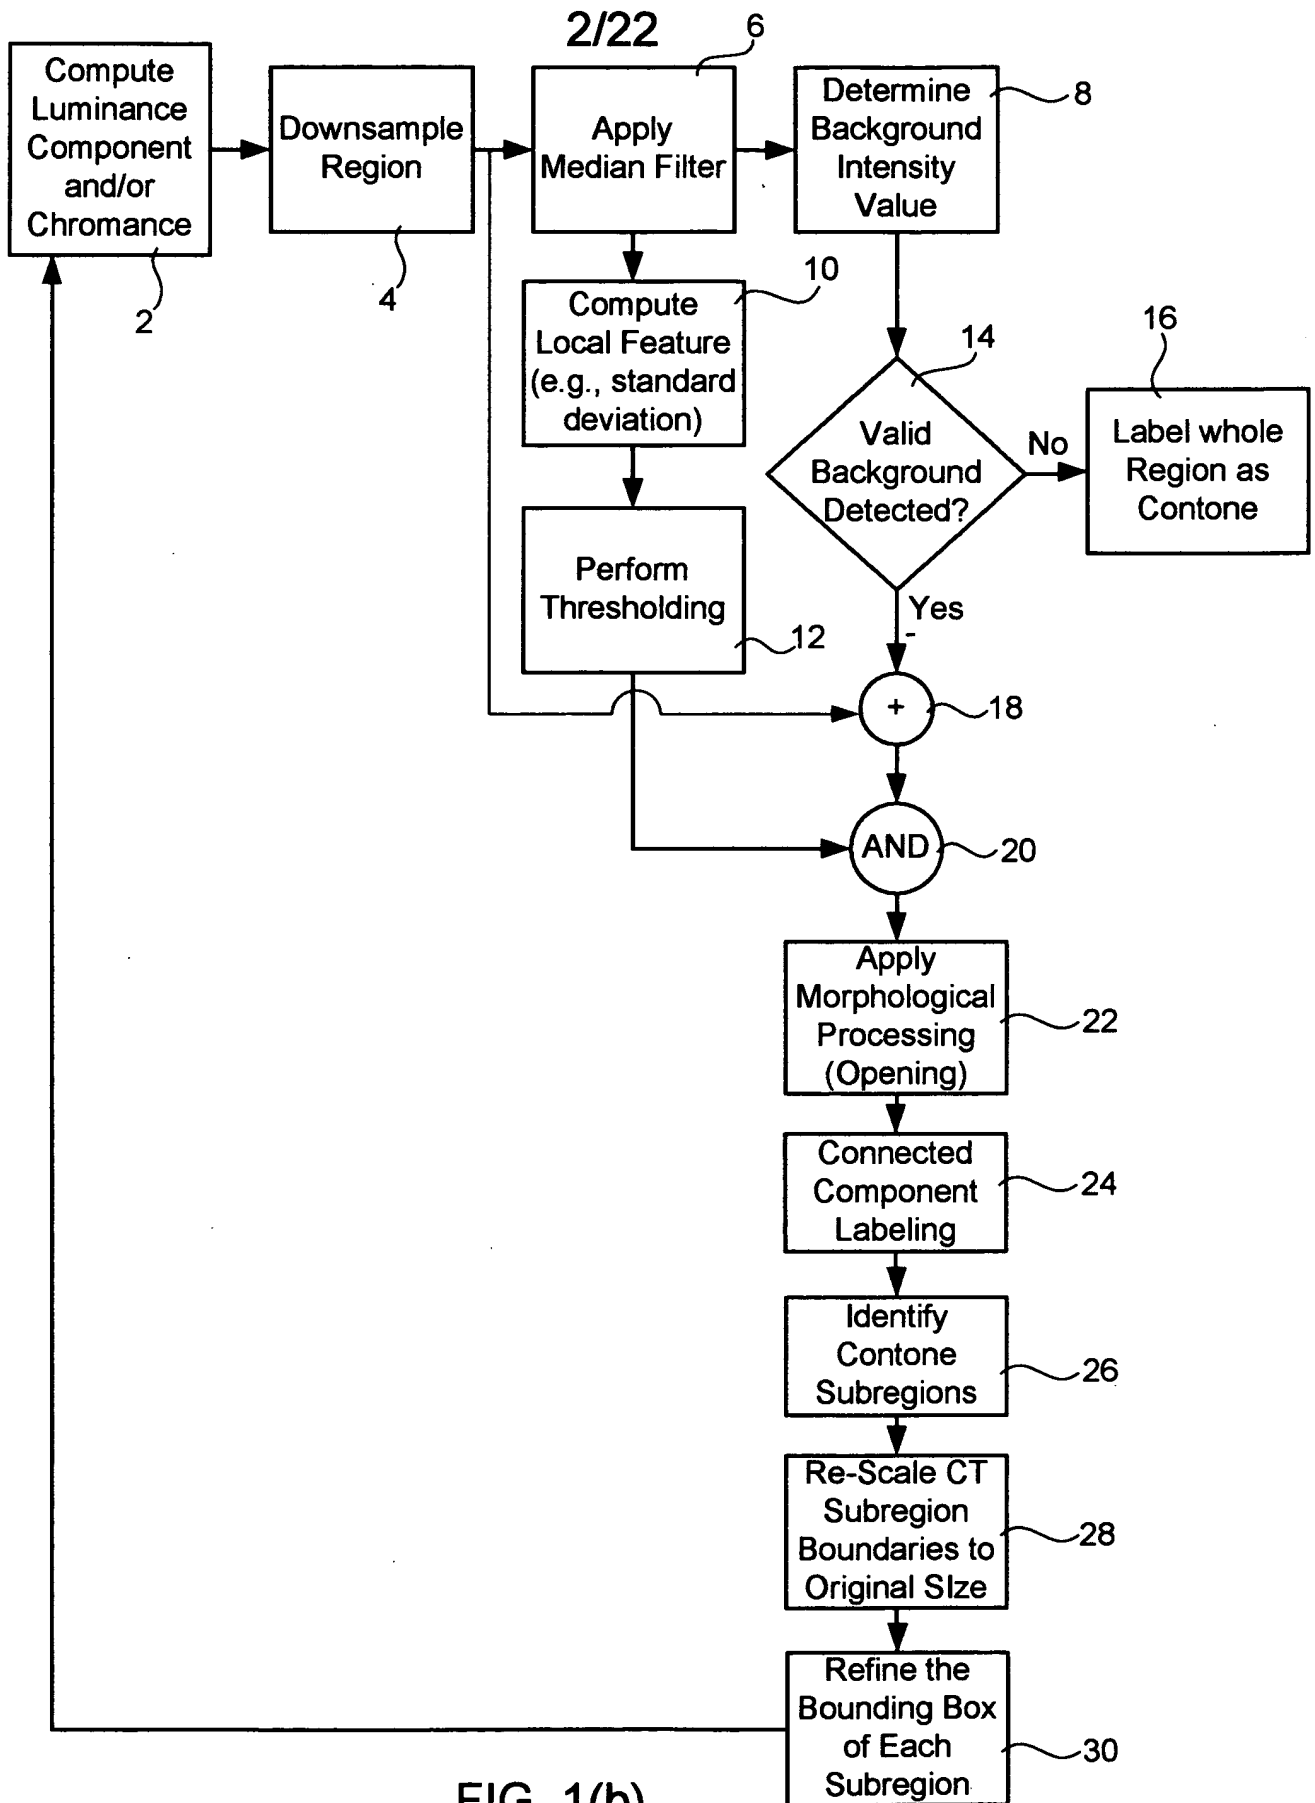 2/22
Compute
Luminance
Component
and/or
Chromance
2
Downsample
Region
4
6
Apply
Median Filter
Determine
Background
Intensity
Value
8
Compute
Local Feature
(e.g., standard
deviation)
10
Perform
Thresholding
12
Valid
Background
Detected?
14
No
16
Label whole
Region as
Contone
Yes
-
+
18
AND
20
Apply
Morphological
Processing
(Opening)
22
Connected
Component
Labeling
24
Identify
Contone
Subregions
26
Re-Scale CT
Subregion
Boundaries to
Original SIze
28
Refine the
Bounding Box
of Each
Subregion
30
FIG. 1(b)